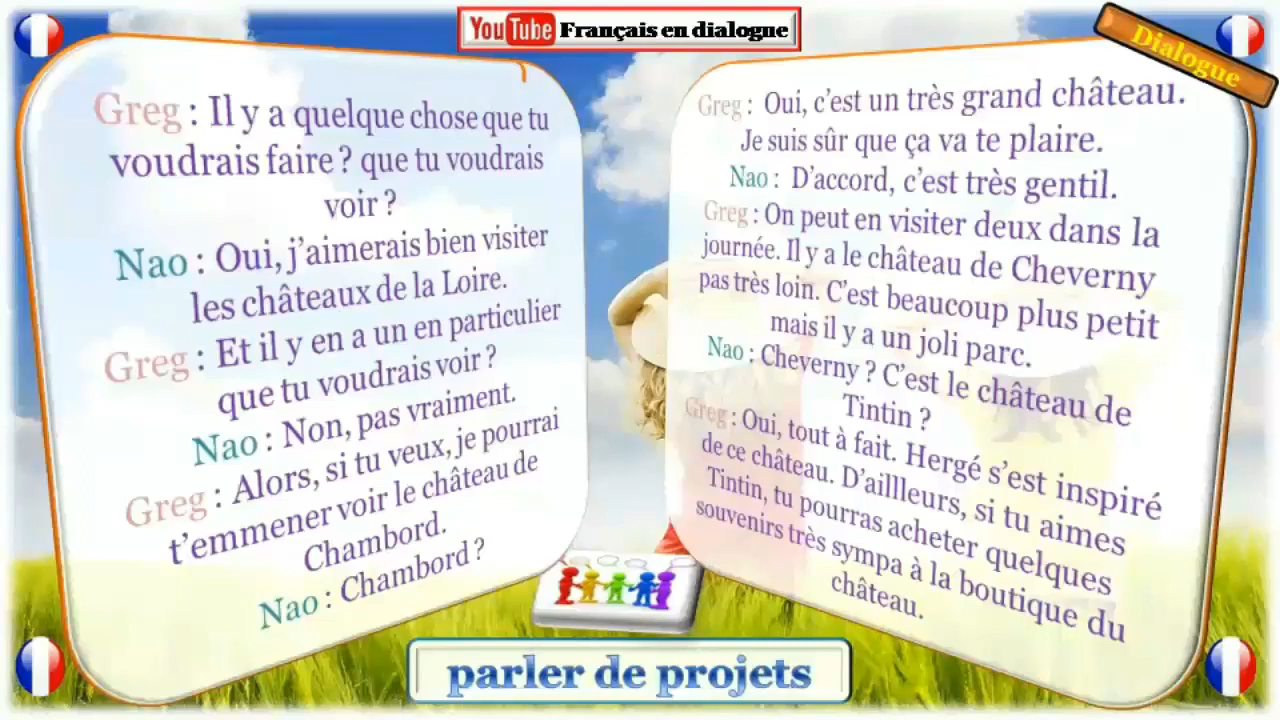 YouTube Français en dialogue
Dialogue
Greg : Il y a quelque chose que tu
voudrais faire ? que tu voudrais
voir ?
Nao : Oui, j’aimerais bien visiter
les châteaux de la Loire.
Greg : Et il y en a un en particulier
que tu voudrais voir ?
Nao : Non, pas vraiment.
Greg : Alors, si tu veux, je pourrai
t’emmener voir le château de
Chambord.
Nao : Chambord ?
Greg : Oui, c’est un très grand château.
Je suis sûr que ça va te plaire.
Nao : D’accord, c’est très gentil.
Greg : On peut en visiter deux dans la
journée. Il y a le château de Cheverny
pas très loin. C’est beaucoup plus petit
mais il y a un joli parc.
Nao : Cheverny ? C’est le château de
Tintin ?
Greg : Oui, tout à fait. Hergé s’est inspiré
de ce château. D’aillleurs, si tu aimes
Tintin, tu pourras acheter quelques
souvenirs très sympa à la boutique du
château.
parler de projets